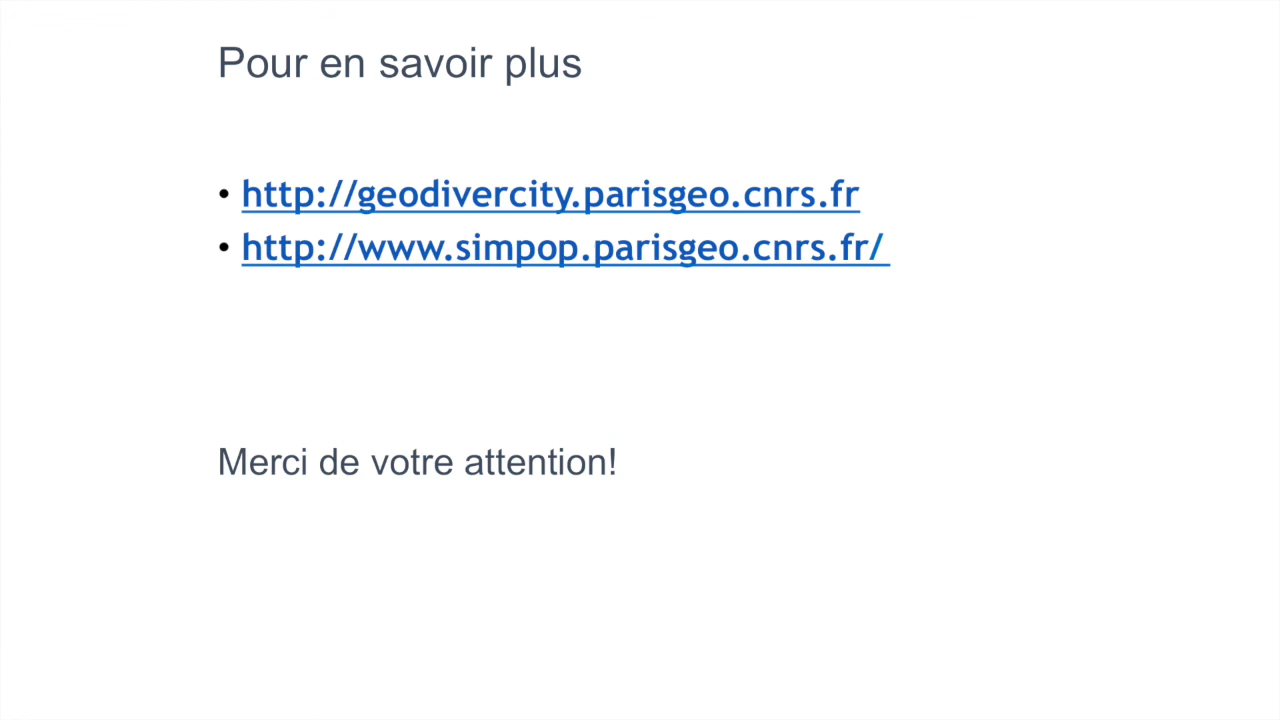 Pour en savoir plus
• http://geodivercity.parisgeo.cnrs.fr
• http://www.simpop.parisgeo.cnrs.fr/
Merci de votre attention!